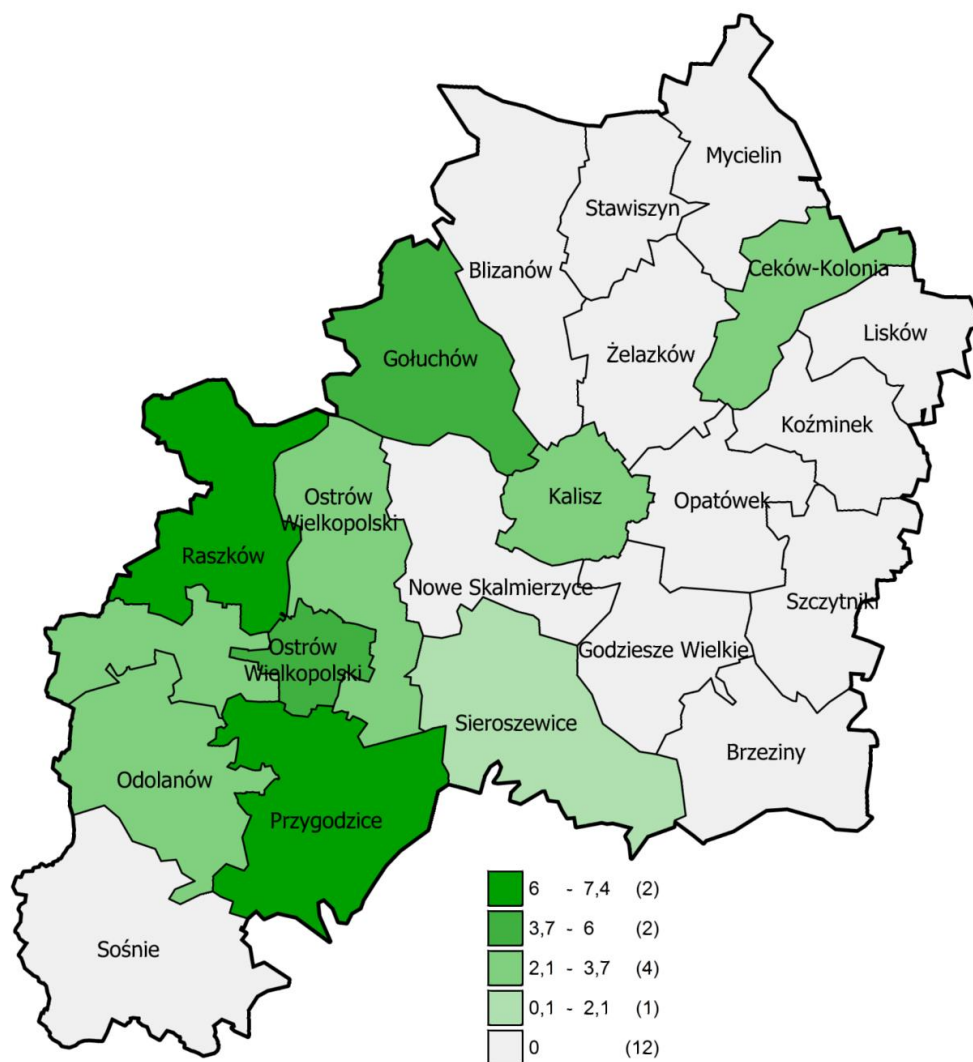 Mycielin
Stawiszyn
Blizanów
Ceków-Kolonia
Lisków
Gołuchów
Żelazków
Koźminek
Ostrów
Wielkopolski
Kalisz
Opatówek
Raszków
Nowe Skalmierzyce
Szczytniki
Ostrów
Wielkopolski
Godziesze Wielkie
Sieroszewice
Brzeziny
Odolanów
Przygodzice
Sośnie
6 - 7,4 (2)
3,7 - 6 (2)
2,1 - 3,7 (4)
0,1 - 2,1 (1)
0 (12)